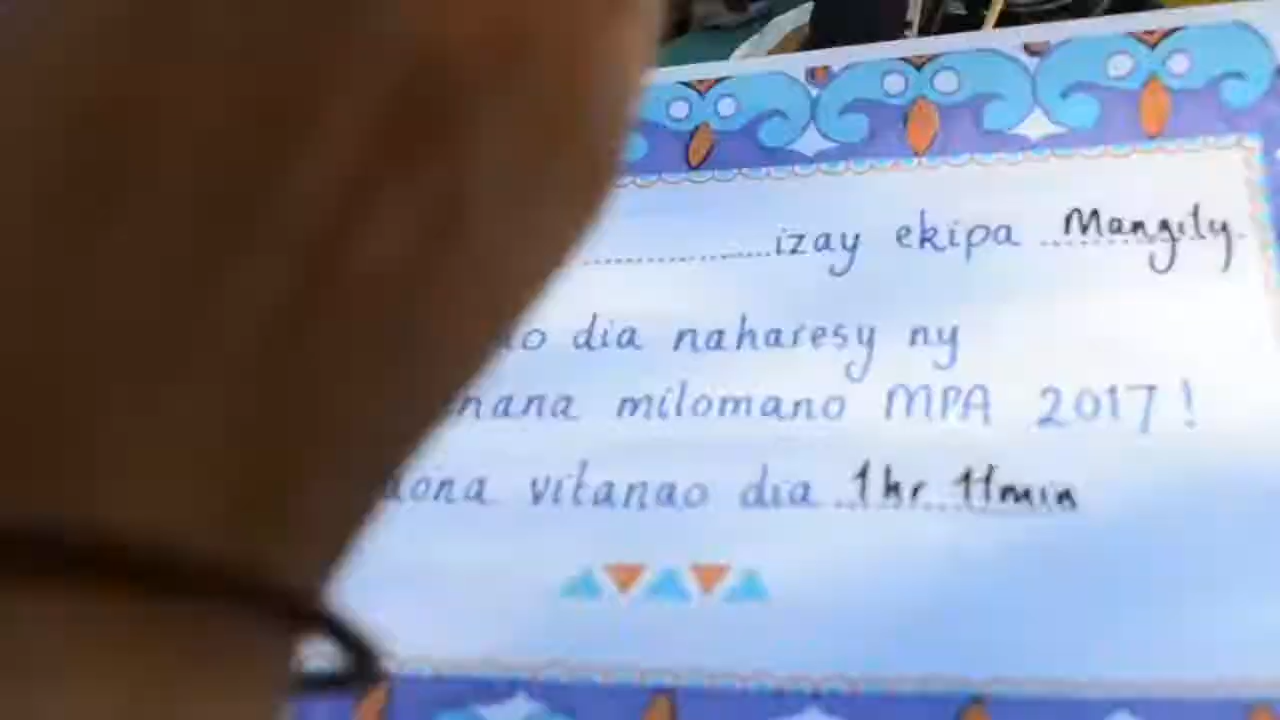 izay ekipa Mangily
dia naharesy ny
milomano MPA 2017!
vitanao dia 1hr 11min